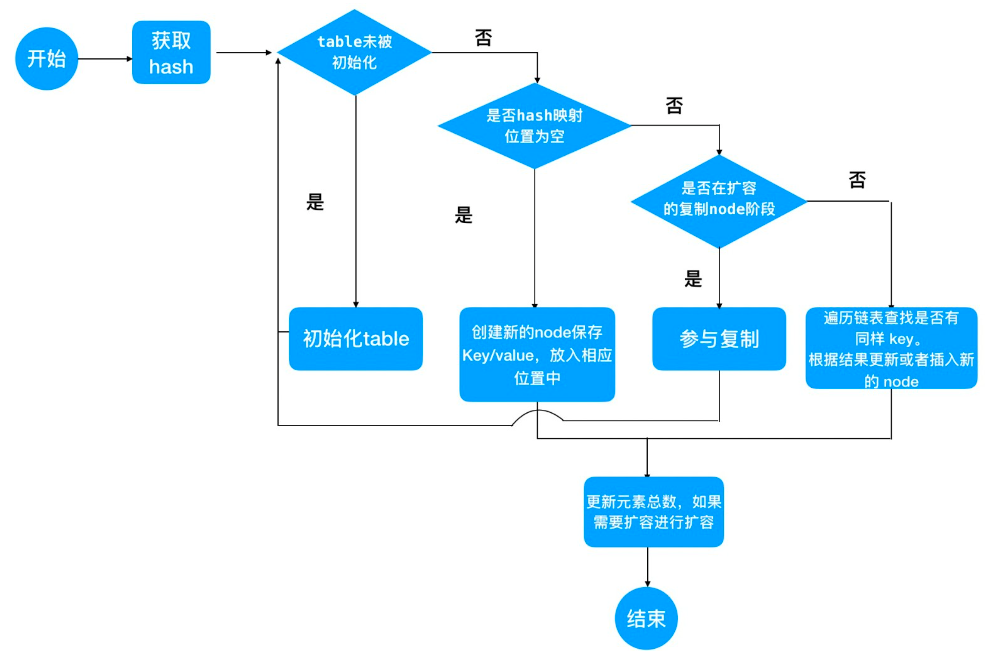 开始
获取
hash
table未被
初始化
否
是否hash映射
位置为空
否
是否在扩容
的复制node阶段
否
是
是
是
初始化table
创建新的node保存
Key/value，放入相应
位置中
参与复制
遍历链表查找是否有
同样 key。
根据结果更新或者插入新
的 node
更新元素总数，如果
需要扩容进行扩容
结束